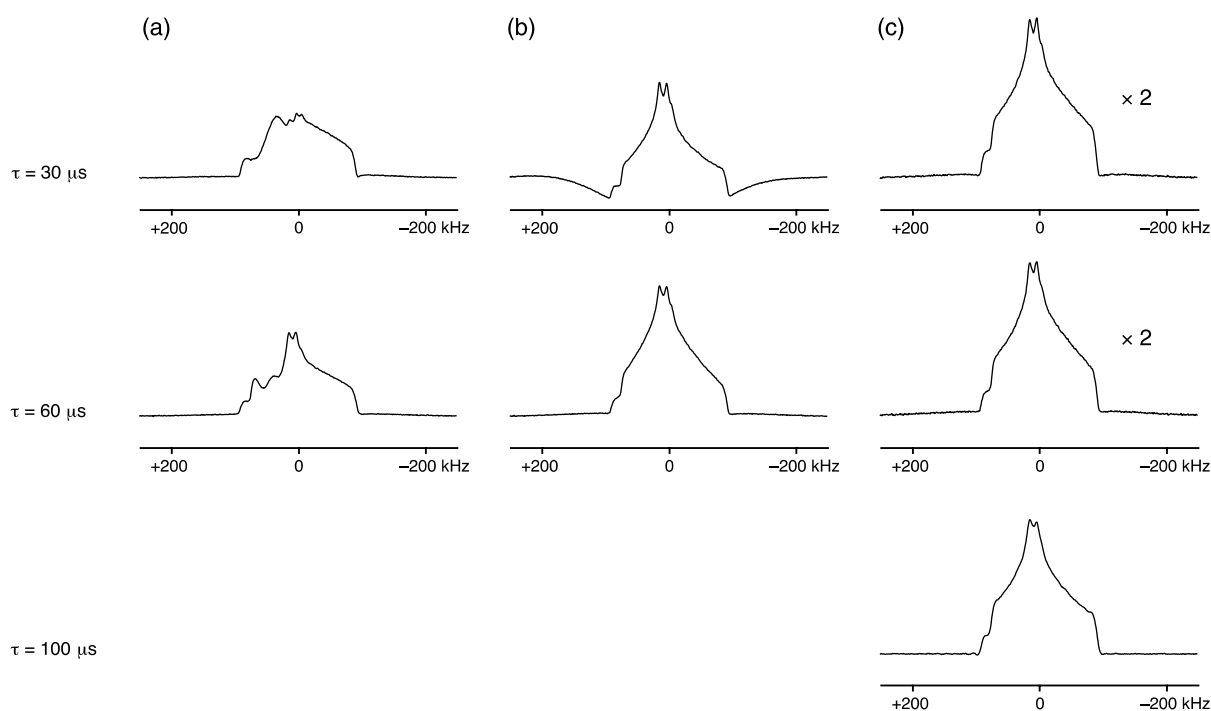 (a) (b) (c)
× 2
τ = 30 μs
+200 0 –200 kHz +200 0 –200 kHz +200 0 –200 kHz
× 2
τ = 60 μs
+200 0 –200 kHz +200 0 –200 kHz +200 0 –200 kHz
τ = 100 μs
+200 0 –200 kHz